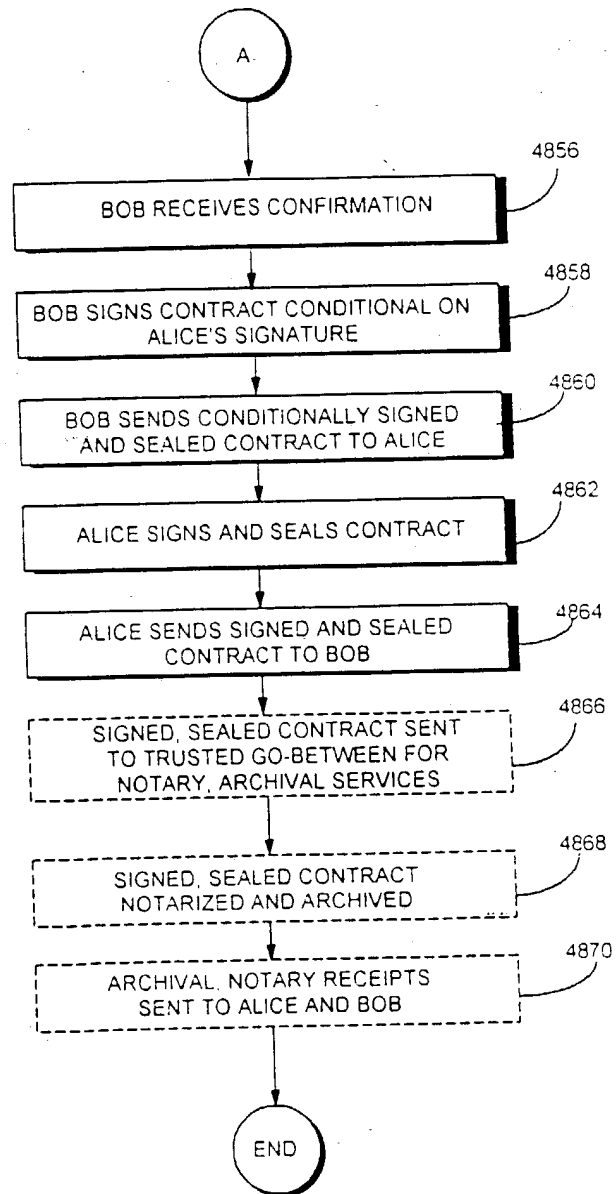 A
4856
BOB RECEIVES CONFIRMATION
4858
BOB SIGNS CONTRACT CONDITIONAL ON
ALICE'S SIGNATURE
4860
BOB SENDS CONDITIONALLY SIGNED
AND SEALED CONTRACT TO ALICE
4862
ALICE SIGNS AND SEALS CONTRACT
4864
ALICE SENDS SIGNED AND SEALED
CONTRACT TO BOB
4866
SIGNED, SEALED CONTRACT SENT
TO TRUSTED GO-BETWEEN FOR
NOTARY, ARCHIVAL SERVICES
4868
SIGNED, SEALED CONTRACT
NOTARIZED AND ARCHIVED
4870
ARCHIVAL, NOTARY RECEIPTS
SENT TO ALICE AND BOB
END